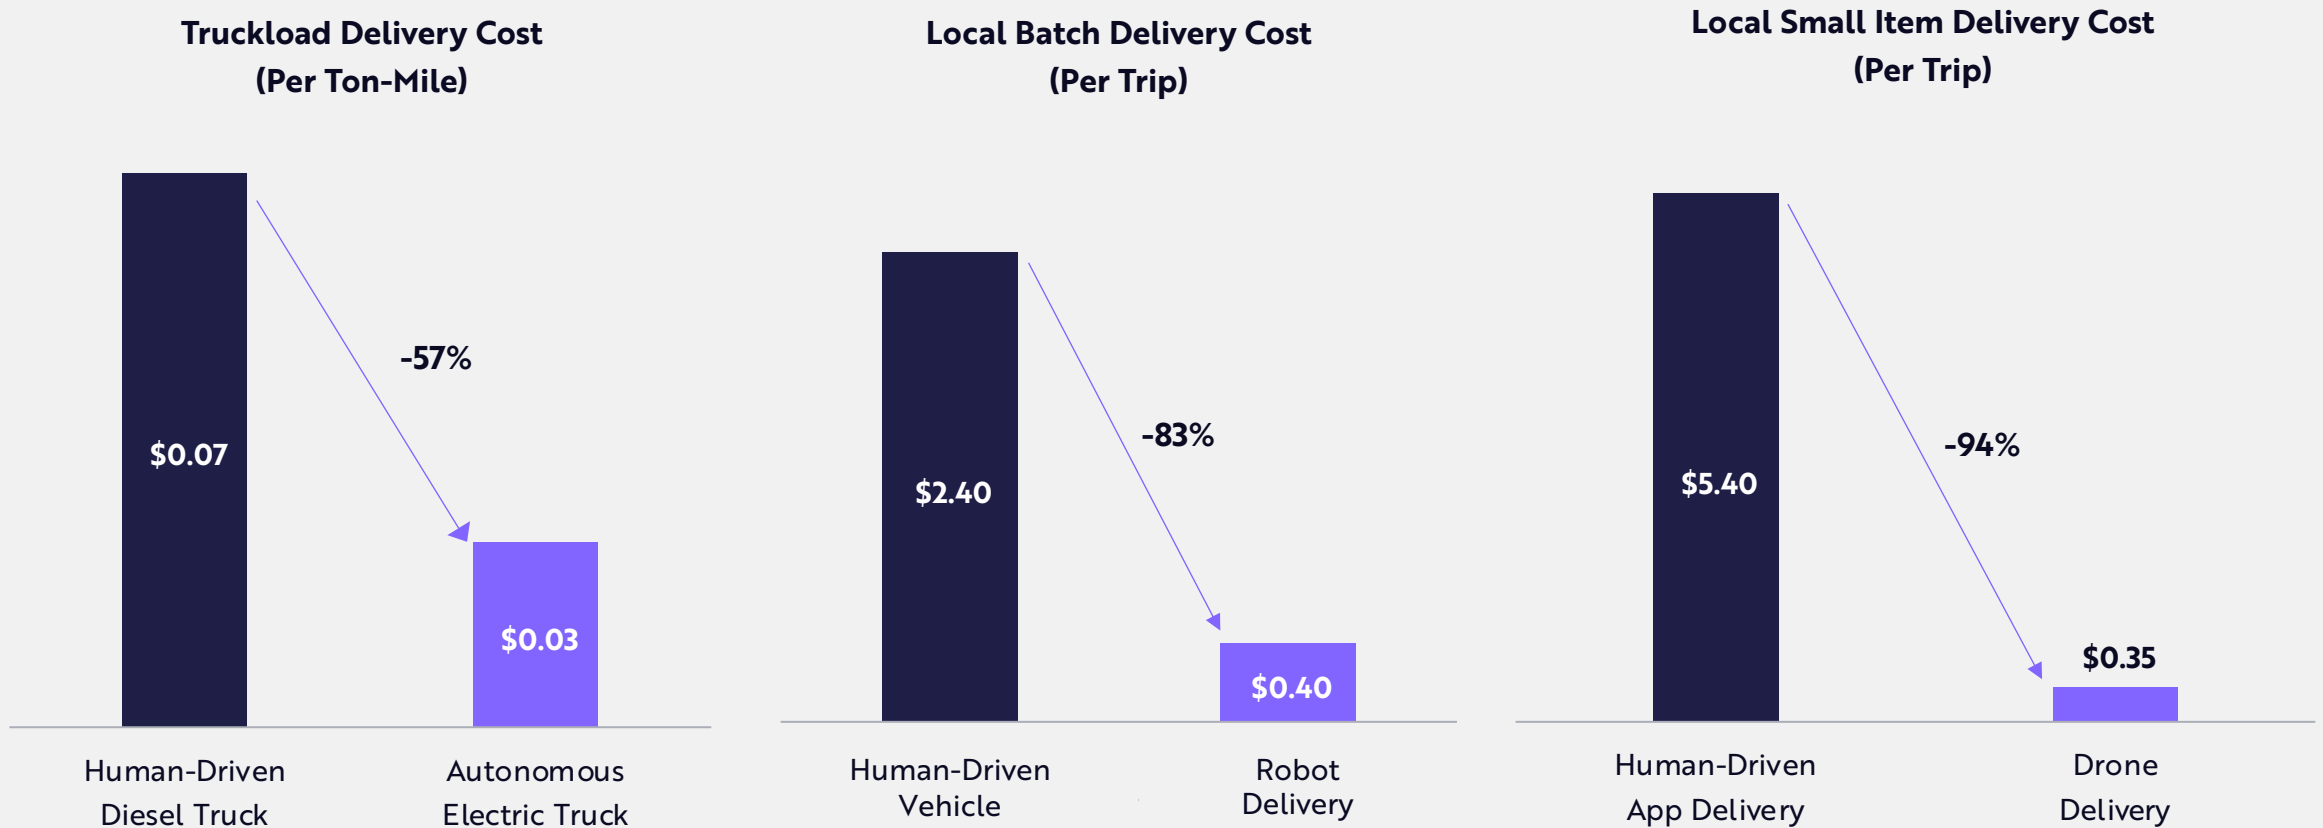 Truckload Delivery Cost
(Per Ton-Mile)
-57%
$0.07
$0.03
Human-Driven
Diesel Truck
Autonomous
Electric Truck
Local Batch Delivery Cost
(Per Trip)
-83%
$2.40
$0.40
Human-Driven
Vehicle
Robot
Delivery
Local Small Item Delivery Cost
(Per Trip)
-94%
$5.40
$0.35
Human-Driven
App Delivery
Drone
Delivery